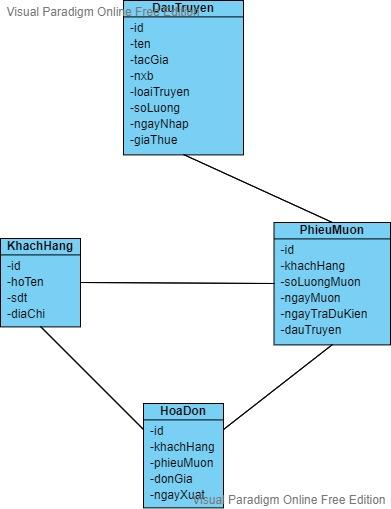 Visual Paradigm Online Free Edition
DauTruyen
-id
-ten
-tacGia
-nxb
-loaiTruyen
-soLuong
-ngayNhap
-giaThue
PhieuMuon
-id
-khachHang
-soLuongMuon
-ngayMuon
-ngayTraDuKien
-dauTruyen
KhachHang
-id
-hoTen
-sdt
-diaChi
HoaDon
-id
-khachHang
-phieuMuon
-donGia
-ngayXuat
Visual Paradigm Online Free Edition